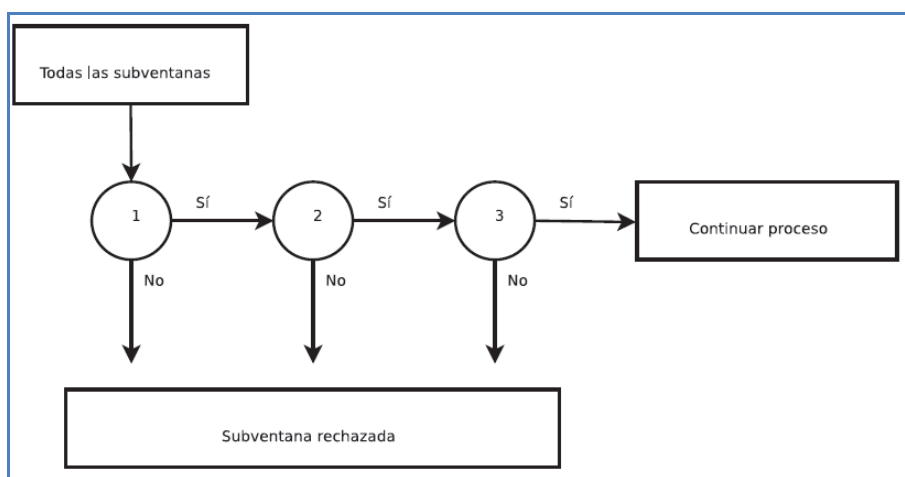 Todas las subventanas
1
Sí
2
Sí
3
Sí
Continuar proceso
No
No
No
Subventana rechazada